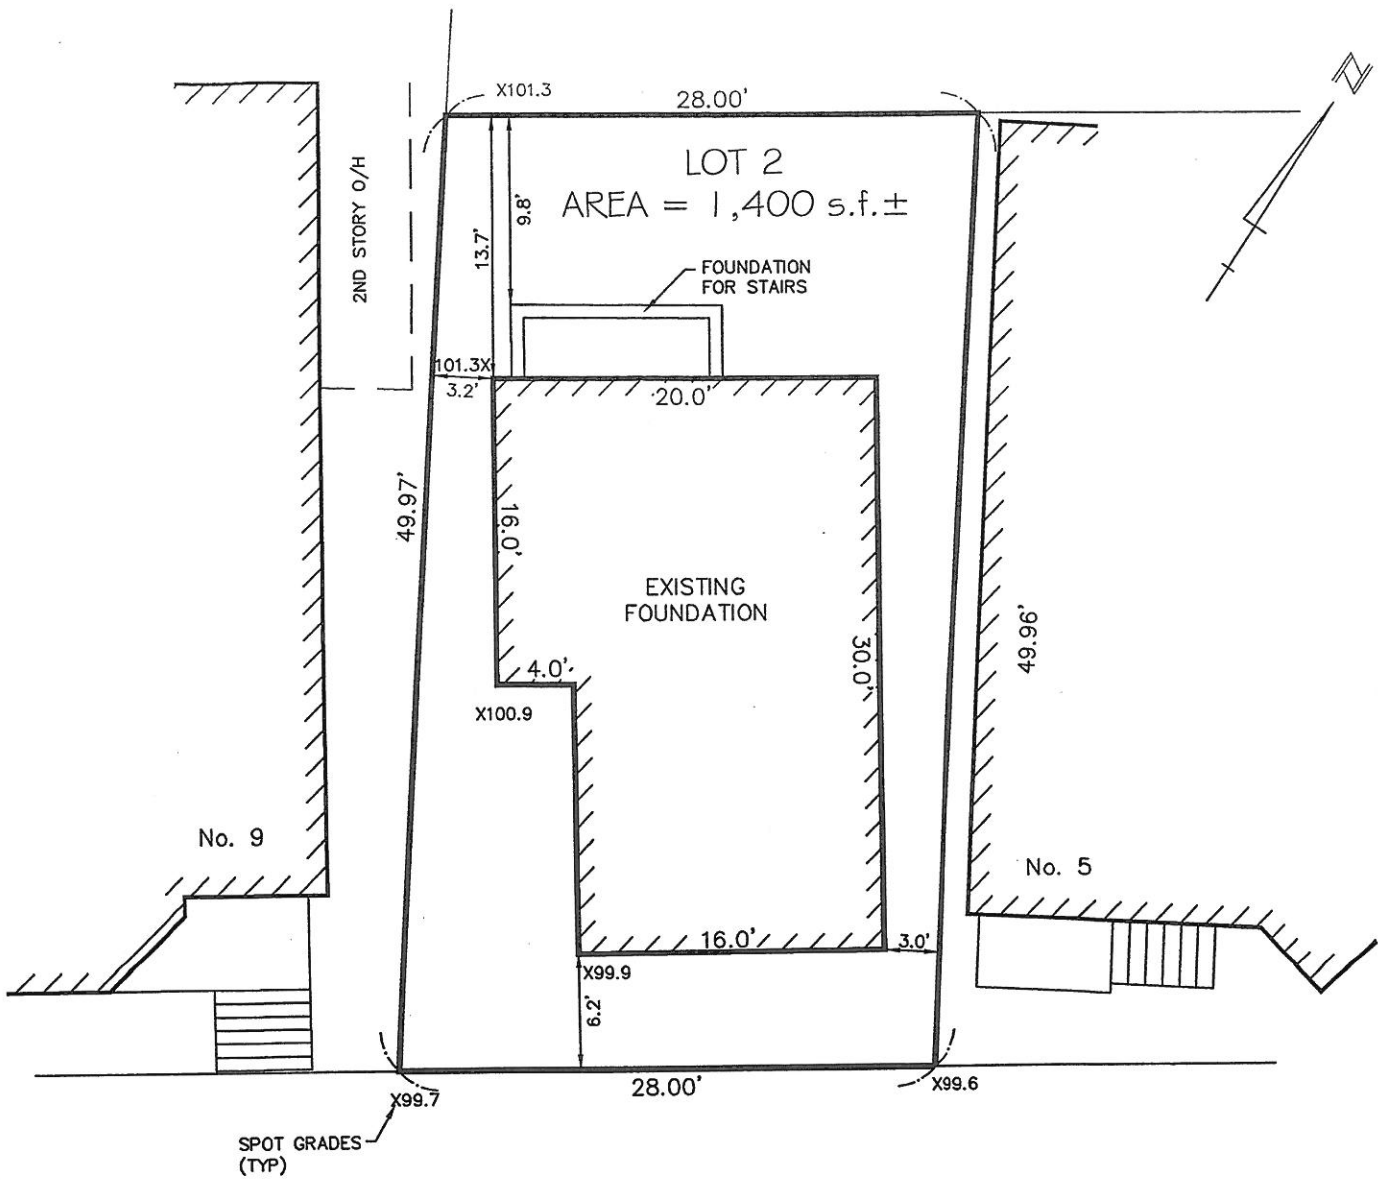 X101.3
28.00'
N
LOT 2
AREA = 1,400 s.f.±
2ND STORY O/H
9.8'
13.7'
FOUNDATION
FOR STAIRS
101.3X
3.2'
20.0'
49.97'
16.0'
EXISTING
FOUNDATION
30.0'
49.96'
4.0'
X100.9
No. 9
No. 5
16.0'
3.0'
X99.9
6.2'
28.00'
X99.7
X99.6
SPOT GRADES
(TYP)